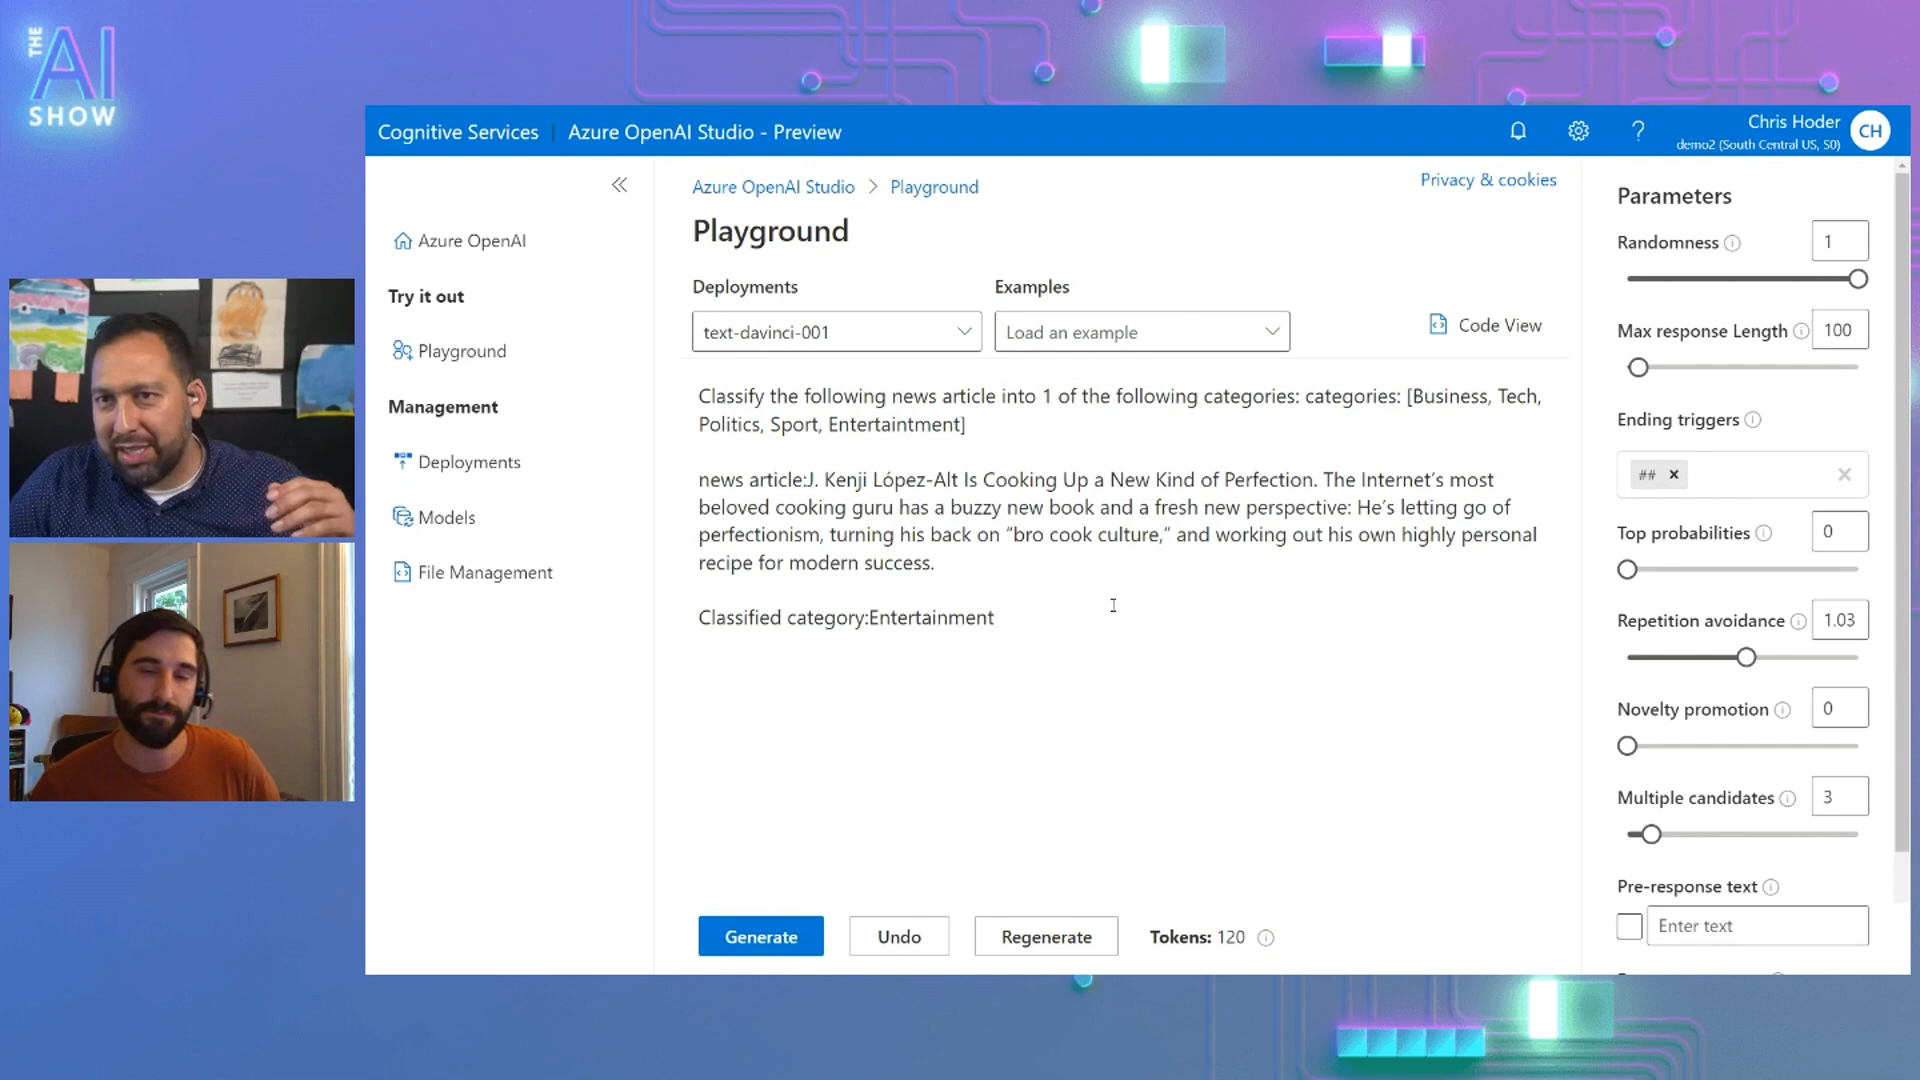 THE
AI
SHOW
Cognitive Services | Azure OpenAI Studio - Preview
Chris Hoder
demo2 (South Central US, S0)
CH
Azure OpenAI
Try it out
Playground
Management
Deployments
Models
File Management
Azure OpenAI Studio > Playground
Privacy & cookies
Playground
Deployments
Examples
text-davinci-001
Load an example
Code View
Classify the following news article into 1 of the following categories: categories: [Business, Tech,
Politics, Sport, Entertaintment]
news article:J. Kenji López-Alt Is Cooking Up a New Kind of Perfection. The Internet’s most
beloved cooking guru has a buzzy new book and a fresh new perspective: He’s letting go of
perfectionism, turning his back on “bro cook culture,” and working out his own highly personal
recipe for modern success.
Classified category:Entertainment
Generate
Undo
Regenerate
Tokens: 120
Parameters
Randomness 1
Max response Length 100
Ending triggers
##
Top probabilities 0
Repetition avoidance 1.03
Novelty promotion 0
Multiple candidates 3
Pre-response text
Enter text